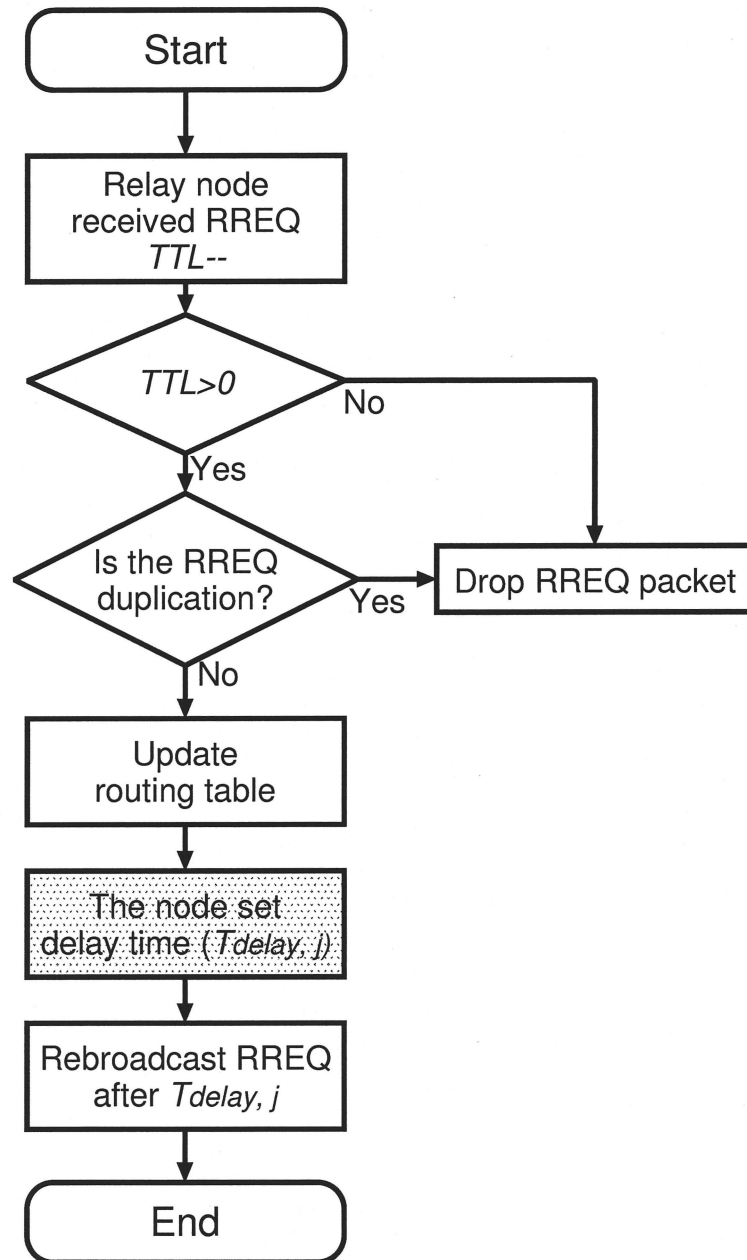 Start
Relay node
received RREQ
TTL--
TTL>0
No
Yes
Is the RREQ
duplication?
Yes
Drop RREQ packet
No
Update
routing table
The node set
delay time (Tdelay, j)
Rebroadcast RREQ
after Tdelay, j
End